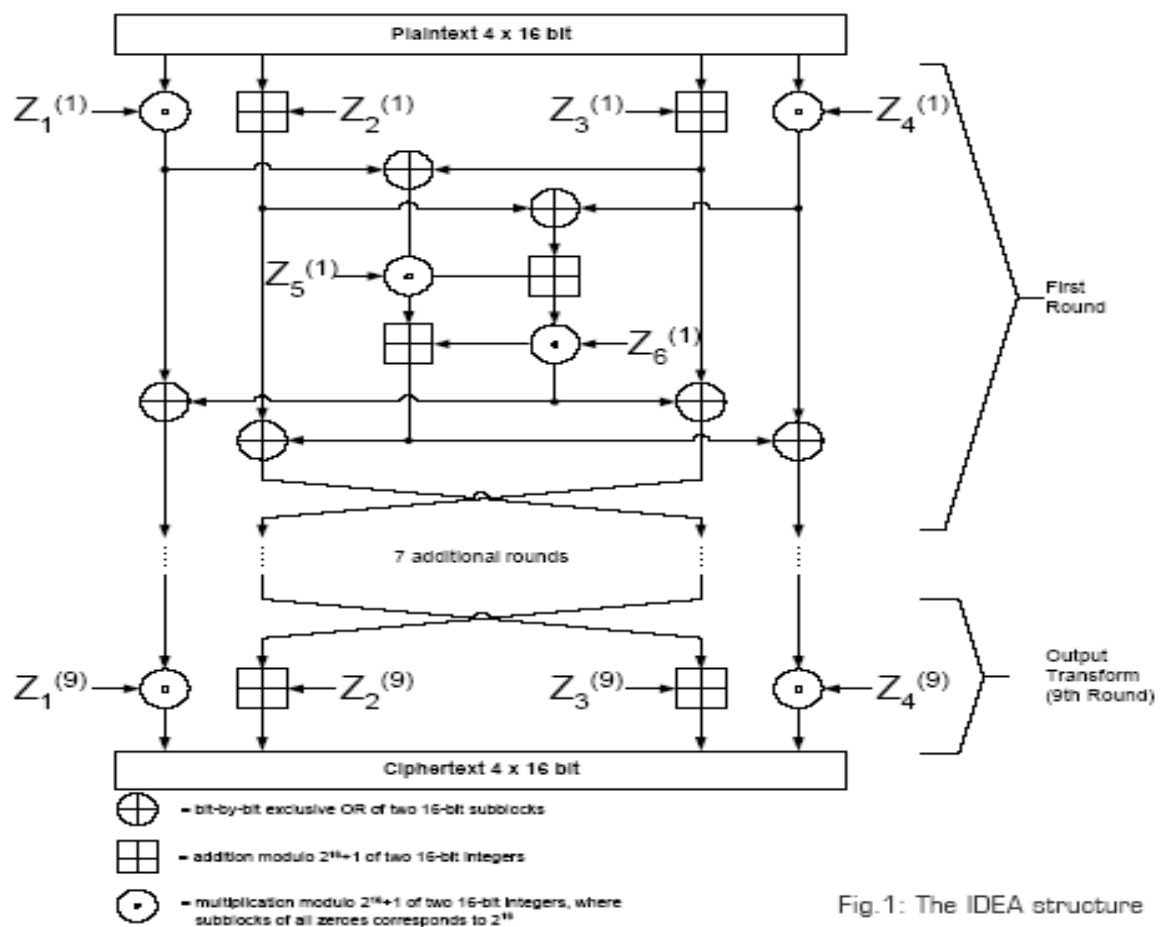 Plaintext 4 x 16 bit
Z₁⁽¹⁾ Z₂⁽¹⁾ Z₃⁽¹⁾ Z₄⁽¹⁾
Z₅⁽¹⁾
First
Round
Z₆⁽¹⁾
7 additional rounds
Z₁⁽⁹⁾ Z₂⁽⁹⁾ Z₃⁽⁹⁾ Z₄⁽⁹⁾
Output
Transform
(9th Round)
Ciphertext 4 x 16 bit
= bit-by-bit exclusive OR of two 16-bit subblocks
= addition modulo 2¹⁶+1 of two 16-bit integers
= multiplication modulo 2¹⁶+1 of two 16-bit integers, where
subblocks of all zeroes corresponds to 2¹⁶
Fig.1: The IDEA structure